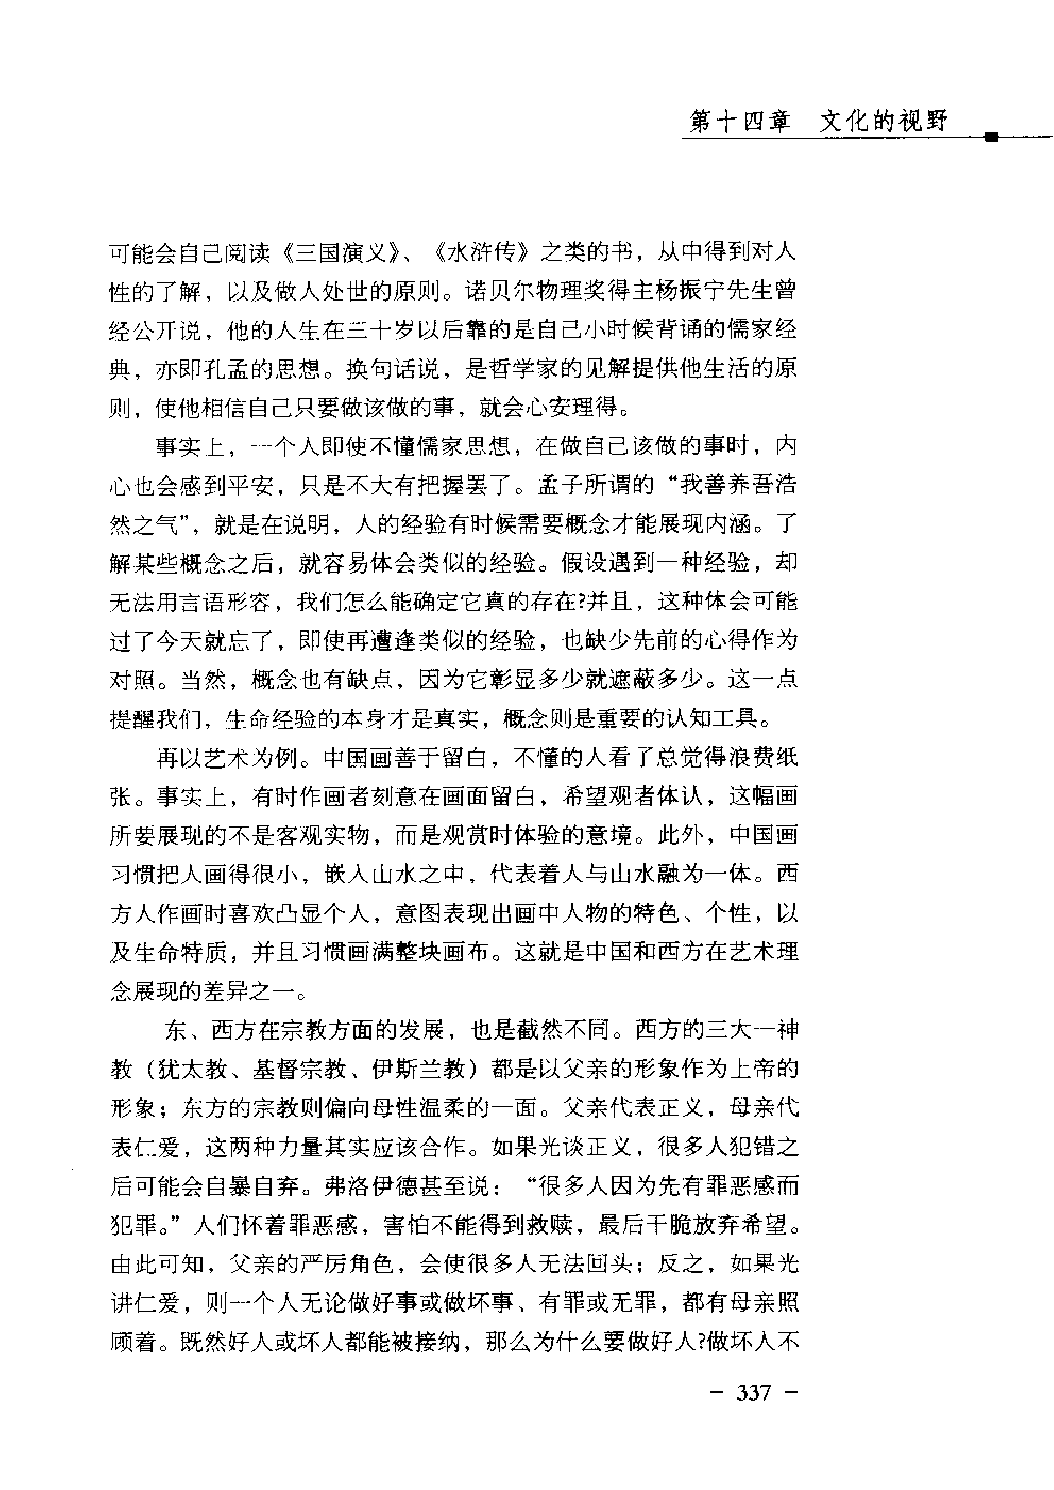 第十四章 文化的视野
可能会自己阅读《三国演义》、《水浒传》之类的书，从中得到对人
性的了解，以及做人处世的原则。诺贝尔物理奖得主杨振宁先生曾
经公开说，他的人生在三十岁以后靠的是自己小时候背诵的儒家经
典，亦即孔孟的思想。换句话说，是哲学家的见解提供他生活的原
则，使他相信自己只要做该做的事，就会心安理得。
事实上，一个人即使不懂儒家思想，在做自己该做的事时，内
心也会感到平安，只是不大有把握罢了。孟子所谓的“我善养吾浩
然之气”，就是在说明，人的经验有时候需要概念才能展现内涵。了
解某些概念之后，就容易体会类似的经验。假设遇到一种经验，却
无法用言语形容，我们怎么能确定它真的存在?并且，这种体会可能
过了今天就忘了，即使再遭逢类似的经验，也缺少先前的心得作为
对照。当然，概念也有缺点，因为它彰显多少就遮蔽多少。这一点
提醒我们，生命经验的本身才是真实，概念则是重要的认知工具。
再以艺术为例。中国画善于留白，不懂的人看了总觉得浪费纸
张。事实上，有时作画者刻意在画面留白，希望观者体认，这幅画
所要展现的不是客观实物，而是观赏时体验的意境。此外，中国画
习惯把人画得很小，嵌入山水之中，代表着人与山水融为一体。西
方人作画时喜欢凸显个人，意图表现出画中人物的特色、个性，以
及生命特质，并且习惯画满整块画布。这就是中国和西方在艺术理
念展现的差异之一。
东、西方在宗教方面的发展，也是截然不同。西方的三大一神
教（犹太教、基督宗教、伊斯兰教）都是以父亲的形象作为上帝的
形象；东方的宗教则偏向母性温柔的一面。父亲代表正义，母亲代
表仁爱，这两种力量其实应该合作。如果光谈正义，很多人犯错之
后可能会自暴自弃。弗洛伊德甚至说：“很多人因为先有罪恶感而
犯罪。”人们怀着罪恶感，害怕不能得到救赎，最后干脆放弃希望。
由此可知，父亲的严厉角色，会使很多人无法回头；反之，如果光
讲仁爱，则一个人无论做好事或做坏事、有罪或无罪，都有母亲照
顾着。既然好人或坏人都能被接纳，那么为什么要做好人?做坏人不
－ 337 －